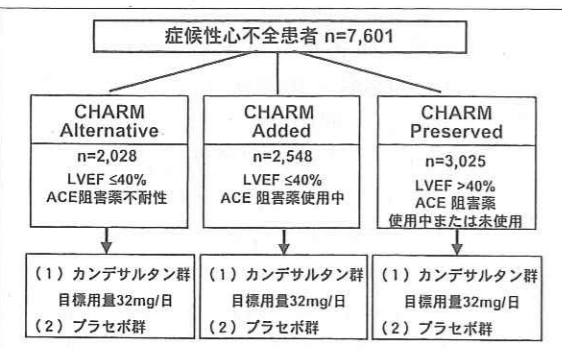 症候性心不全患者 n=7,601
CHARM
Alternative
n=2,028
LVEF ≤40%
ACE阻害薬不耐性
CHARM
Added
n=2,548
LVEF ≤40%
ACE 阻害薬使用中
CHARM
Preserved
n=3,025
LVEF >40%
ACE 阻害薬
使用中または未使用
(1)カンデサルタン群
目標用量32mg/日
(2)プラセボ群
(1)カンデサルタン群
目標用量32mg/日
(2)プラセボ群
(1)カンデサルタン群
目標用量32mg/日
(2)プラセボ群